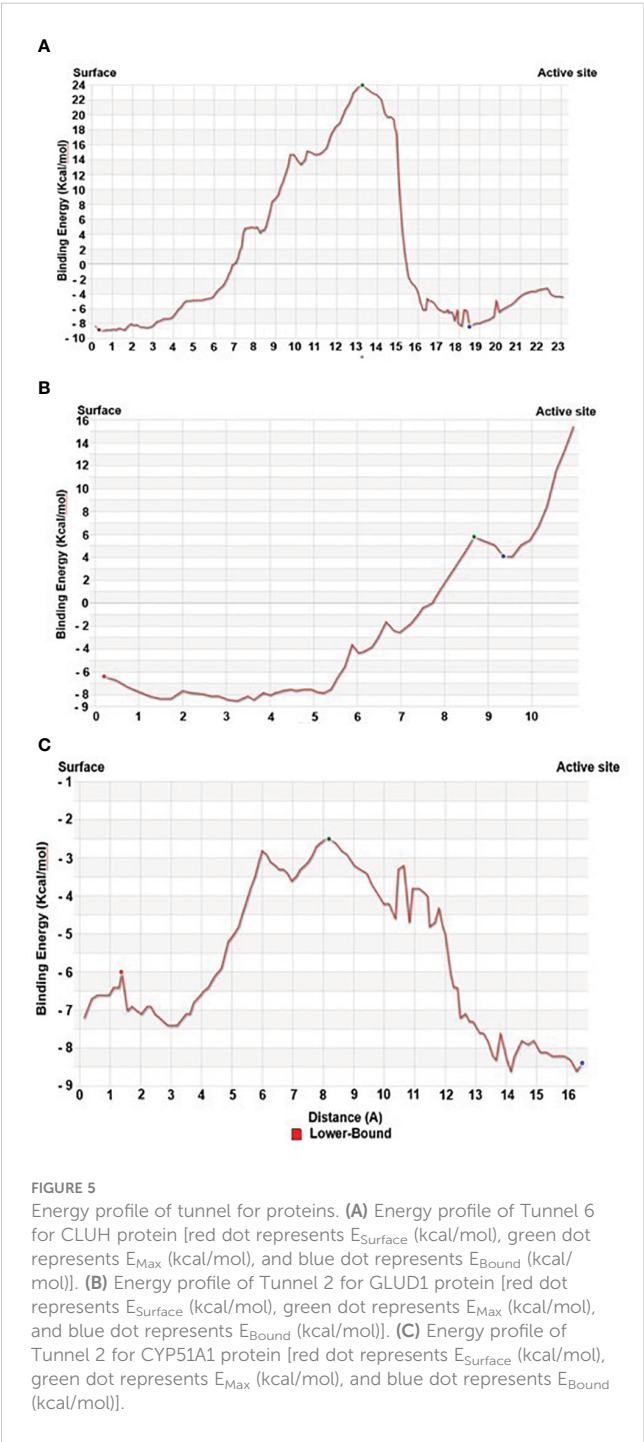 A
Surface Active site
24
22
20
18
16
14
12
10
8
6
4
2
0
- 2
- 4
- 6
- 8
- 10
Binding Energy (Kcal/mol)
0 1 2 3 4 5 6 7 8 9 10 11 12 13 14 15 16 17 18 19 20 21 22 23
B
Surface Active site
16
14
12
10
8
6
4
2
0
- 2
- 4
- 6
- 8
- 9
Binding Energy (Kcal/mol)
0 1 2 3 4 5 6 7 8 9 10
C
Surface Active site
- 1
- 2
- 3
- 4
- 5
- 6
- 7
- 8
- 9
Binding Energy (Kcal/mol)
0 1 2 3 4 5 6 7 8 9 10 11 12 13 14 15 16
Distance (A)
Lower-Bound
FIGURE 5
Energy profile of tunnel for proteins. (A) Energy profile of Tunnel 6
for CLUH protein [red dot represents ESurface (kcal/mol), green dot
represents EMax (kcal/mol), and blue dot represents EBound (kcal/
mol)]. (B) Energy profile of Tunnel 2 for GLUD1 protein [red dot
represents ESurface (kcal/mol), green dot represents EMax (kcal/mol),
and blue dot represents EBound (kcal/mol)]. (C) Energy profile of
Tunnel 2 for CYP51A1 protein [red dot represents ESurface (kcal/mol),
green dot represents EMax (kcal/mol), and blue dot represents EBound
(kcal/mol)].